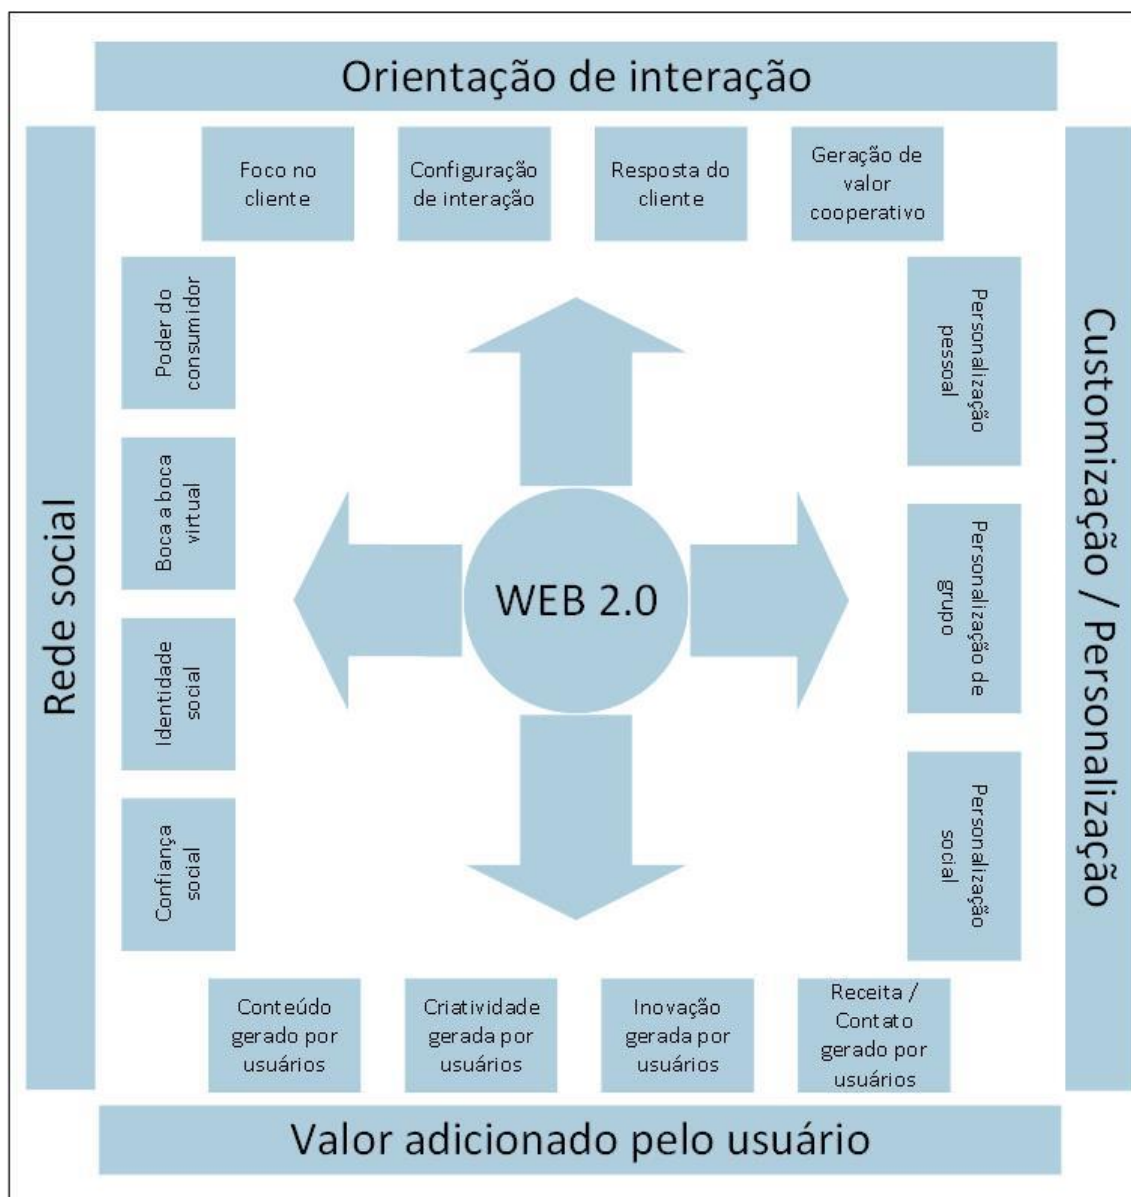 Orientação de interação
Foco no
cliente
Configuração
de interação
Resposta do
cliente
Geração de
valor
cooperativo
Rede social
Poder do
consumidor
Boca a boca
virtual
Identidade
social
Confiança
social
WEB 2.0
Personalização
pessoal
Personalização de
grupo
Personalização
social
Customização / Personalização
Conteúdo
gerado por
usuários
Criatividade
gerada por
usuários
Inovação
gerada por
usuários
Receita /
Contato
gerado por
usuários
Valor adicionado pelo usuário